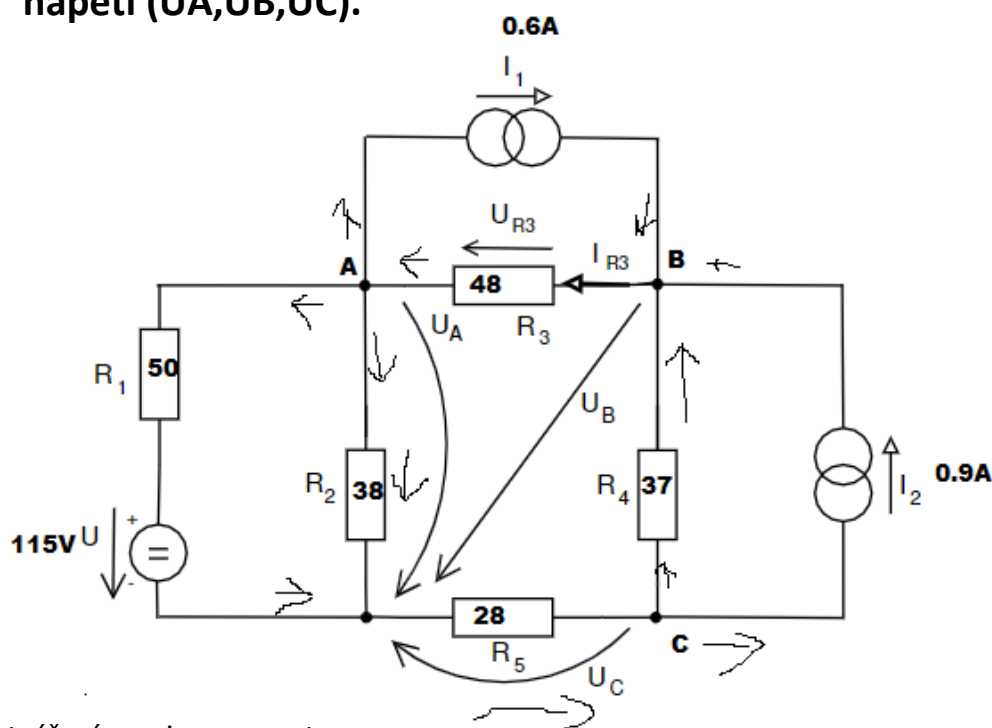 napětí (UA,UB,UC).
0.6A
I1
UR3
A
IR3
B
48
UA
R3
50
R1
UB
R2
38
R4
37
0.9A
I2
+
115V U
=
-
28
R5
C
UC